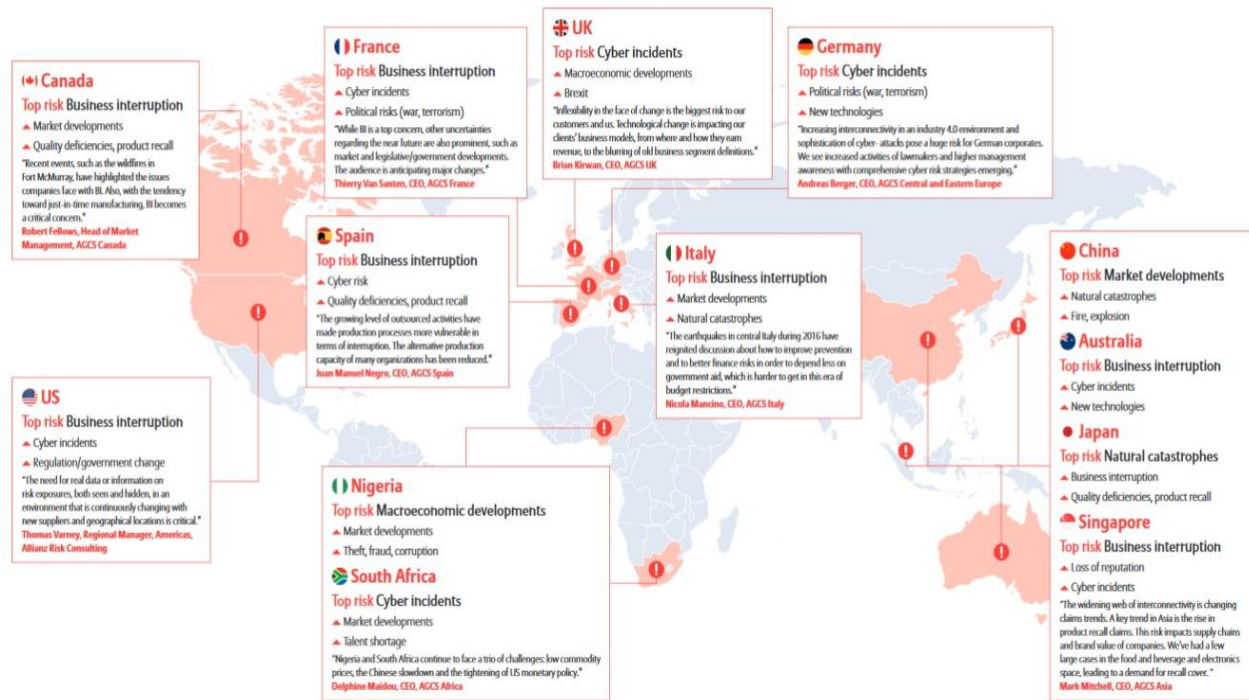 Canada
Top risk Business interruption
Market developments
Quality deficiencies, product recall
"Recent events, such as the wildfires in
Fort McMurray, have highlighted the issues
companies face with BI. Also, with the tendency
toward just-in-time manufacturing, BI becomes
a critical concern."
Robert Fellows, Head of Market
Management, AGCS Canada
France
Top risk Business interruption
Cyber incidents
Political risks (war, terrorism)
"While BI is a top concern, other uncertainties
regarding the near future are also prominent, such as
market and legislative/government developments.
The audience is anticipating major changes."
Thierry Van Santen, CEO, AGCS France
UK
Top risk Cyber incidents
Macroeconomic developments
Brexit
"Inflexibility in the face of change is the biggest risk to our
customers and us. Technological change is impacting our
clients' business models, from where and how they earn
revenue, to the blurring of old business segment definitions."
Brian Kirwan, CEO, AGCS UK
Germany
Top risk Cyber incidents
Political risks (war, terrorism)
New technologies
"Increasing interconnectivity in an industry 4.0 environment and
sophistication of cyber- attacks pose a huge risk for German corporates.
We see increased activities of lawmakers and higher management
awareness with comprehensive cyber risk strategies emerging."
Andreas Berger, CEO, AGCS Central and Eastern Europe
Spain
Top risk Business interruption
Cyber risk
Quality deficiencies, product recall
"The growing level of outsourced activities have
made production processes more vulnerable in
terms of interruption. The alternative production
capacity of many organizations has been reduced."
Juan Manuel Negro, CEO, AGCS Spain
Italy
Top risk Business interruption
Market developments
Natural catastrophes
"The earthquakes in central Italy during 2016 have
reignited discussion about how to improve prevention
and to better finance risks in order to depend less on
government aid, which is harder to get in this era of
budget restrictions."
Nicola Mancino, CEO, AGCS Italy
US
Top risk Business interruption
Cyber incidents
Regulation/government change
"The need for real data or information on
risk exposures, both seen and hidden, in an
environment that is continuously changing with
new suppliers and geographical locations is critical."
Thomas Varney, Regional Manager, Americas,
Allianz Risk Consulting
Nigeria
Top risk Macroeconomic developments
Market developments
Theft, fraud, corruption
South Africa
Top risk Cyber incidents
Market developments
Talent shortage
"Nigeria and South Africa continue to face a trio of challenges: low commodity
prices, the Chinese slowdown and the tightening of US monetary policy."
Delphine Maidou, CEO, AGCS Africa
China
Top risk Market developments
Natural catastrophes
Fire, explosion
Australia
Top risk Business interruption
Cyber incidents
New technologies
Japan
Top risk Natural catastrophes
Business interruption
Quality deficiencies, product recall
Singapore
Top risk Business interruption
Loss of reputation
Cyber incidents
"The widening web of interconnectivity is changing
claims trends. A key trend in Asia is the rise in
product recall claims. This risk impacts supply chains
and brand value of companies. We've had a few
large cases in the food and beverage and electronics
space, leading to a demand for recall cover. "
Mark Mitchell, CEO, AGCS Asia